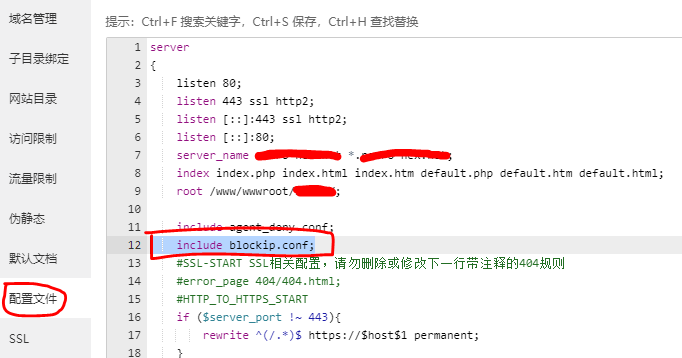 提示：Ctrl+F 搜索关键字，Ctrl+S 保存，Ctrl+H 查找替换
域名管理
子目录绑定
网站目录
访问限制
流量限制
伪静态
默认文档
配置文件
SSL
1 server
2 {
3 listen 80;
4 listen 443 ssl http2;
5 listen [::]:443 ssl http2;
6 listen [::]:80;
7 server_name *.
8 index index.php index.html index.htm default.php default.htm default.html;
9 root /www/wwwroot/
10
11 include agent_deny.conf;
12 include blockip.conf;
13 #SSL-START SSL相关配置，请勿删除或修改下一行带注释的404规则
14 #error_page 404/404.html;
15 #HTTP_TO_HTTPS_START
16 if ($server_port !~ 443){
17 rewrite ^(/.*)$ https://$host$1 permanent;
18 }